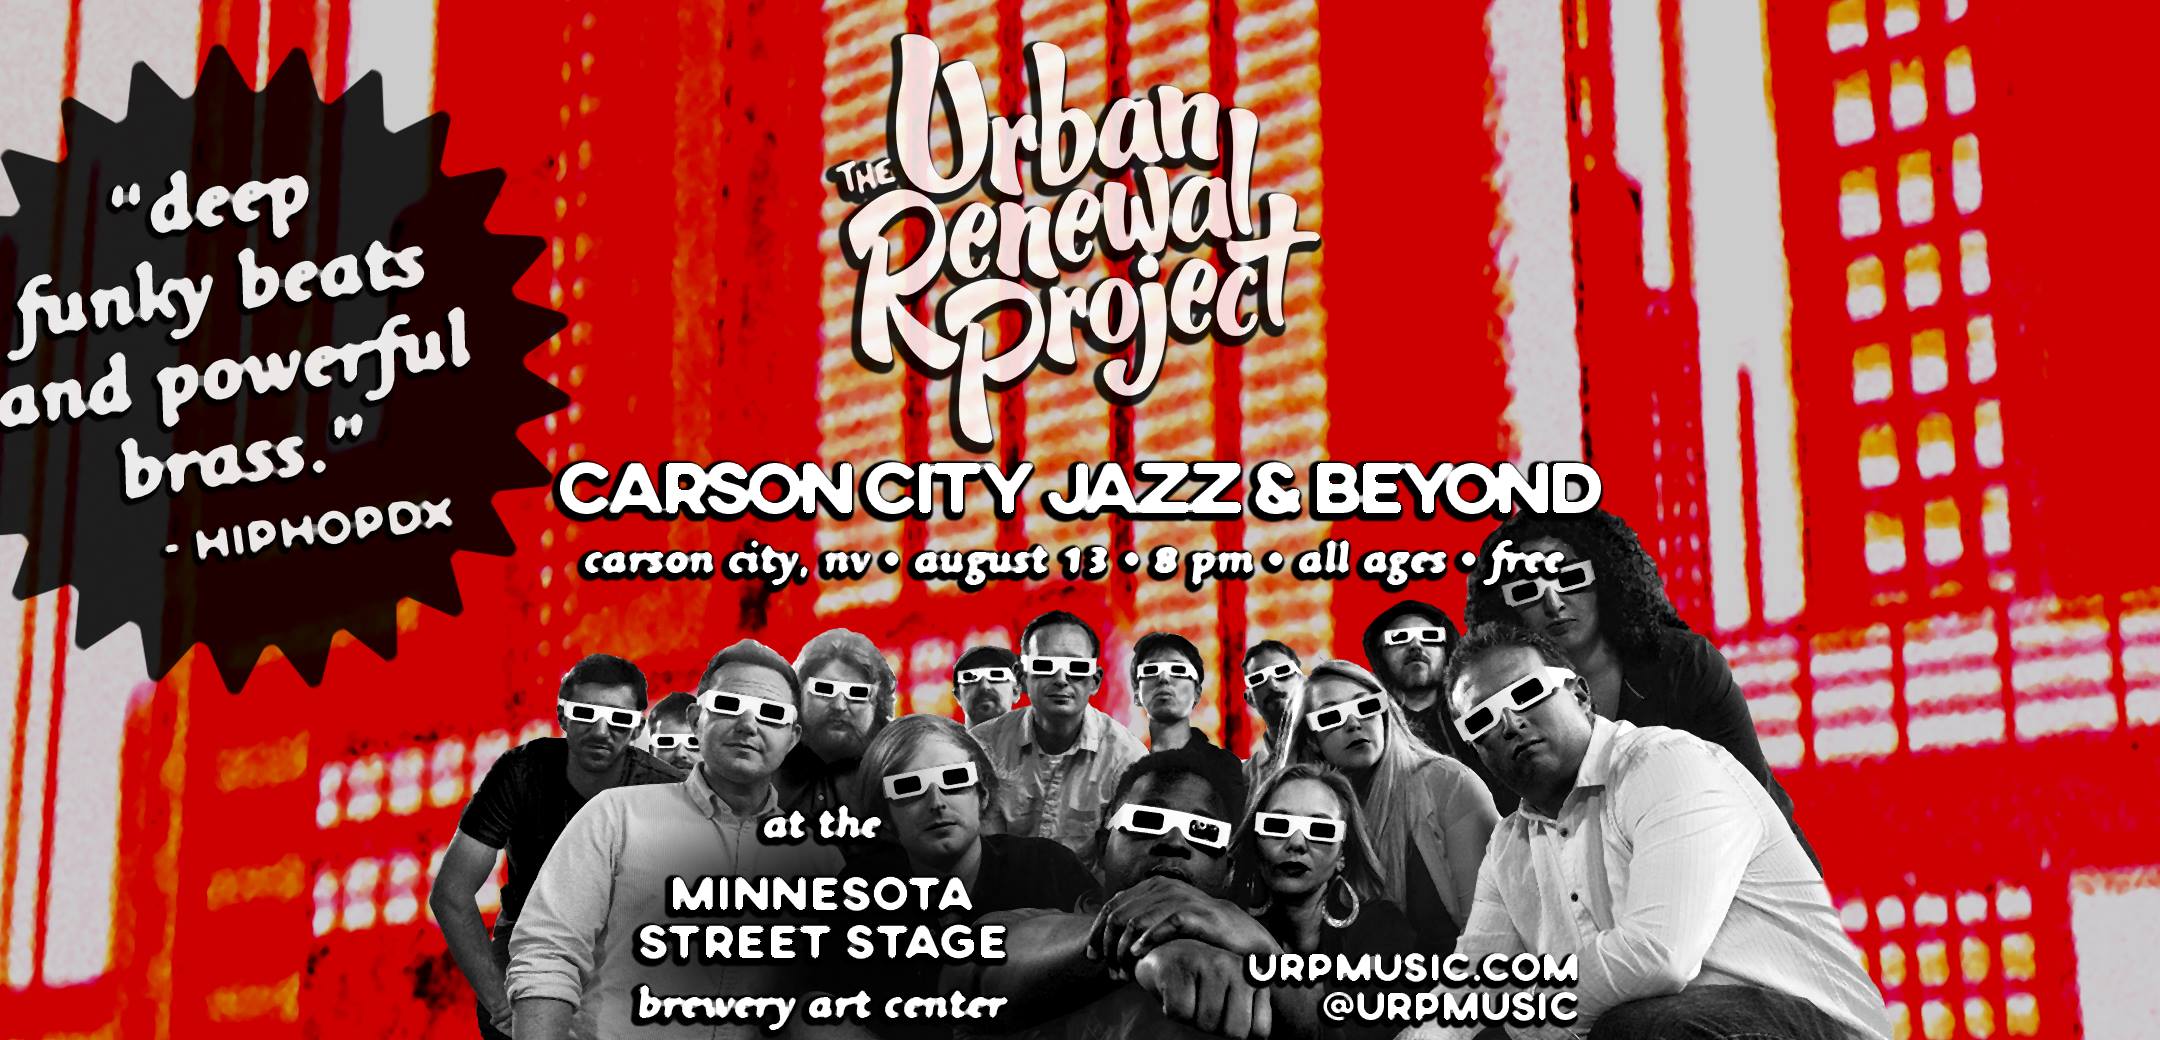 "deep
funky beats
and powerful
brass."
- HIPHOPDX
THE Urban
Renewal
Project
CARSON CITY JAZZ & BEYOND
carson city, nv • august 13 • 8 pm • all ages • free
at the
MINNESOTA
STREET STAGE
brewery art center
URPMUSIC.COM
@URPMUSIC